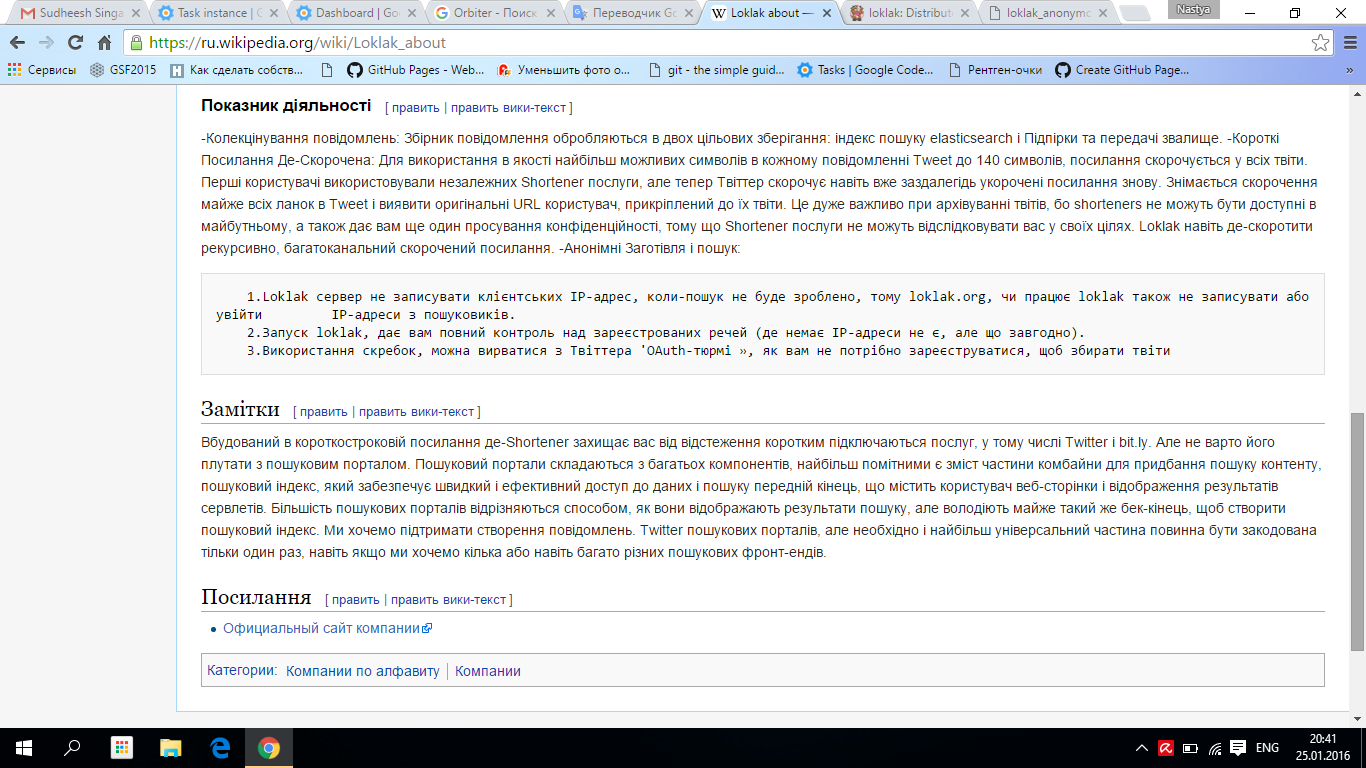 Sudheesh Singa
Task instance | G
Dashboard | Goo
Orbiter - Поиск
Переводчик Go
Loklak about —
loklak: Distribut
loklak_anonymo
Nastya
https://ru.wikipedia.org/wiki/Loklak_about
Сервисы
GSF2015
Как сделать собств...
GitHub Pages - Web...
Уменьшить фото о...
git - the simple guid...
Tasks | Google Code...
Рентген-очки
Create GitHub Page...
»
Показник діяльності [ править | править вики-текст ]
-Колекцінування повідомлень: Збірник повідомлення обробляються в двох цільових зберігання: індекс пошуку elasticsearch і Підпірки та передачі звалище. -Короткі
Посилання Де-Скорочена: Для використання в якості найбільш можливих символів в кожному повідомленні Tweet до 140 символів, посилання скорочується у всіх твіти.
Перші користувачі використовували незалежних Shortener послуги, але тепер Твіттер скорочує навіть вже заздалегідь укорочені посилання знову. Знімається скорочення
майже всіх ланок в Tweet і виявити оригінальні URL користувач, прикріплений до їх твіти. Це дуже важливо при архівуванні твітів, бо shorteners не можуть бути доступні в
майбутньому, а також дає вам ще один просування конфіденційності, тому що Shortener послуги не можуть відслідковувати вас у своїх цілях. Loklak навіть де-скоротити
рекурсивно, багатоканальний скорочений посилання. -Анонімні Заготівля і пошук:
1.Loklak сервер не записувати клієнтських IP-адрес, коли-пошук не буде зроблено, тому loklak.org, чи працює loklak також не записувати або
увійти IP-адреси з пошуковиків.
2.Запуск loklak, дає вам повний контроль над зареєстрованих речей (де немає IP-адреси не є, але що завгодно).
3.Використання скребок, можна вирватися з Твіттера 'OAuth-тюрмі », як вам не потрібно зареєструватися, щоб збирати твіти
Замітки [ править | править вики-текст ]
Вбудований в короткостроковій посилання де-Shortener захищає вас від відстеження коротким підключаються послуг, у тому числі Twitter і bit.ly. Але не варто його
плутати з пошуковим порталом. Пошуковий портали складаються з багатьох компонентів, найбільш помітними є зміст частини комбайни для придбання пошуку контенту,
пошуковий індекс, який забезпечує швидкий і ефективний доступ до даних і пошуку передній кінець, що містить користувач веб-сторінки і відображення результатів
сервлетів. Більшість пошукових порталів відрізняються способом, як вони відображають результати пошуку, але володіють майже такий же бек-кінець, щоб створити
пошуковий індекс. Ми хочемо підтримати створення повідомлень. Twitter пошукових порталів, але необхідно і найбільш універсальний частина повинна бути закодована
тільки один раз, навіть якщо ми хочемо кілька або навіть багато різних пошукових фронт-ендів.
Посилання [ править | править вики-текст ]
Официальный сайт компании
Категории: Компании по алфавиту | Компании
ENG
20:41
25.01.2016